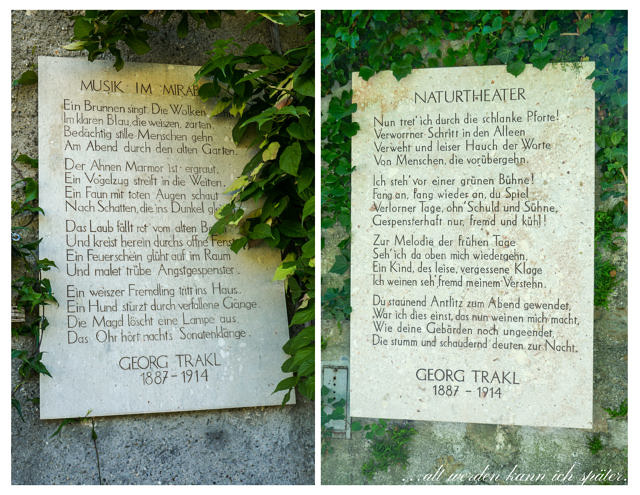 MUSIK IM MIRAB
Ein Brunnen singt. Die Wolken
Im klaren Blau, die weiszen, zarten.
Bedächtig stille Menschen gehn
Am Abend durch den alten Garten.
Der Ahnen Marmor ist ergraut.
Ein Vogelzug streift in die Weiten.
Ein Faun mit toten Augen schaut
Nach Schatten, die ins Dunkel gl
Das Laub fällt rot vom alten B
Und kreist herein durchs offne Fenst
Ein Feuerschein glüht auf im Raum
Und malet trübe Angstgespenster.
Ein weiszer Fremdling tritt ins Haus.
Ein Hund stürzt durch verfallene Gänge.
Die Magd löscht eine Lampe aus,
Das Ohr hört nachts Sonatenklänge.
GEORG TRAKL
1887-1914
NATURTHEATER
Nun tret' ich durch die schlanke Pforte!
Verworrner Schritt in den Alleen
Verweht und leiser Hauch der Worte
Von Menschen, die vorübergehn.
Ich steh' vor einer grünen Bühne!
Fang an, fang wieder an, du Spiel
Verlorner Tage, ohn' Schuld und Sühne,
Gespensterhaft nur, fremd und kühl!
Zur Melodie der frühen Tage
Seh' ich da oben mich wiedergehn,
Ein Kind, des leise, vergessene Klage
Ich weinen seh', fremd meinem Verstehn.
Du staunend Antlitz zum Abend gewendet,
War ich dies einst, das nun weinen mich macht,
Wie deine Gebärden noch ungeendet,
Die stumm und schaudernd deuten zur Nacht.
GEORG TRAKL
1887 - 1914
...alt werden kann ich später.